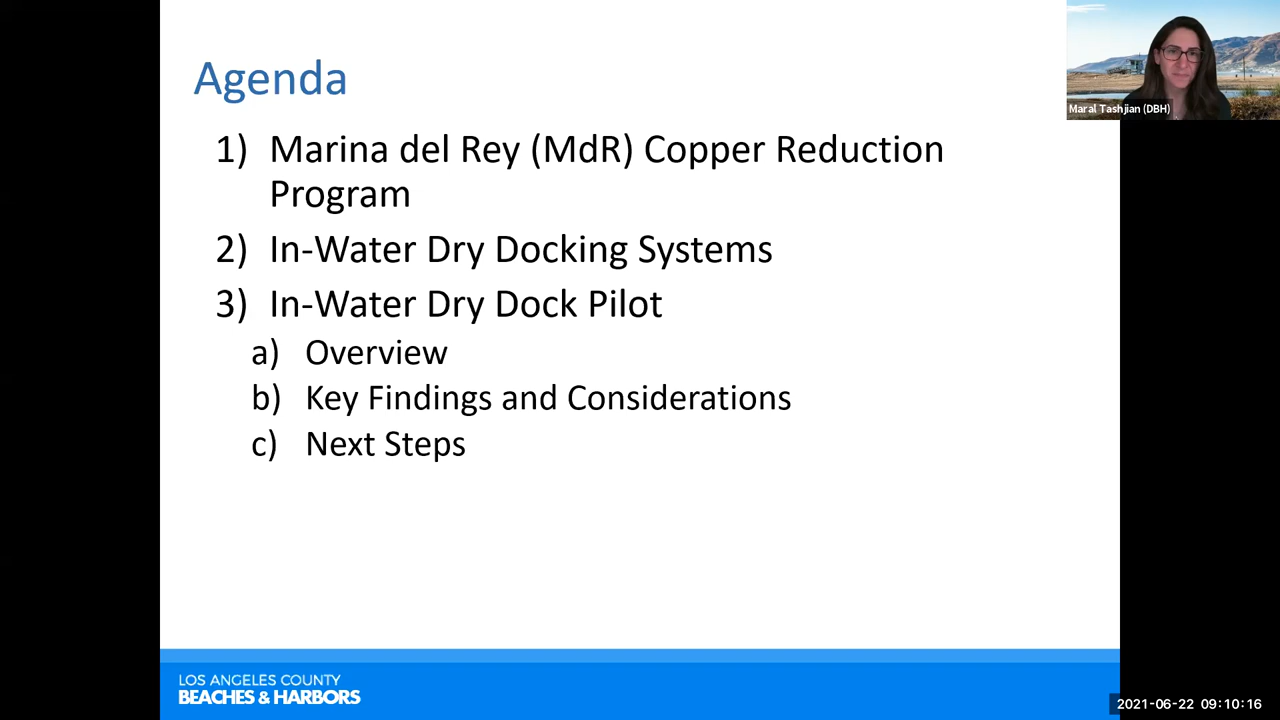 Agenda
1) Marina del Rey (MdR) Copper Reduction
Program
2) In-Water Dry Docking Systems
3) In-Water Dry Dock Pilot
a) Overview
b) Key Findings and Considerations
c) Next Steps
Maral Tashjian (DBH)
LOS ANGELES COUNTY
BEACHES & HARBORS
2021-06-22 09:10:16